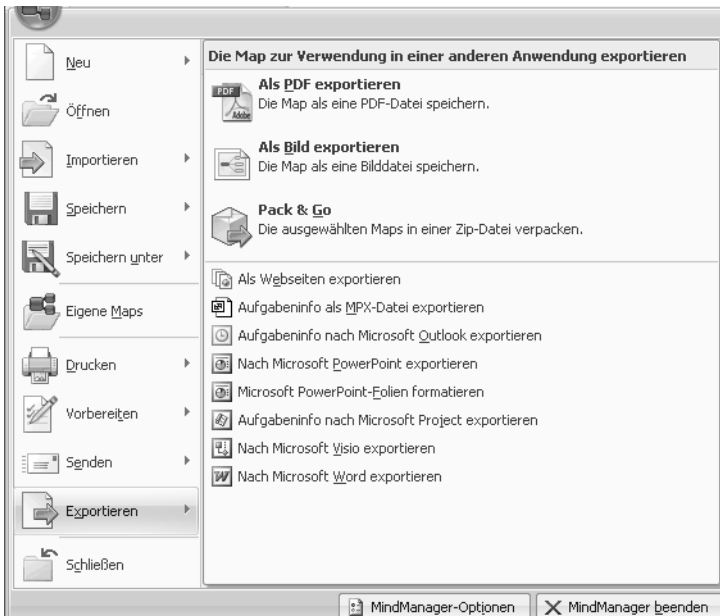 Neu
Öffnen
Importieren
Speichern
Speichern unter
Eigene Maps
Drucken
Vorbereiten
Senden
Exportieren
Schließen
Die Map zur Verwendung in einer anderen Anwendung exportieren
PDF
Adobe
Als PDF exportieren
Die Map als eine PDF-Datei speichern.
Als Bild exportieren
Die Map als eine Bilddatei speichern.
Pack & Go
Die ausgewählten Maps in einer Zip-Datei verpacken.
Als Webseiten exportieren
Aufgabeninfo als MPX-Datei exportieren
Aufgabeninfo nach Microsoft Outlook exportieren
Nach Microsoft PowerPoint exportieren
Microsoft PowerPoint-Folien formatieren
Aufgabeninfo nach Microsoft Project exportieren
Nach Microsoft Visio exportieren
Nach Microsoft Word exportieren
MindManager-Optionen
MindManager beenden